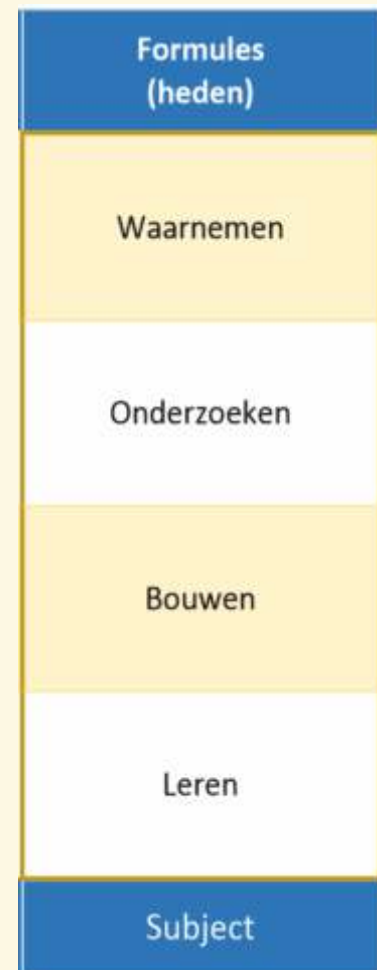 Formules
(heden)
Waarnemen
Onderzoeken
Bouwen
Leren
Subject